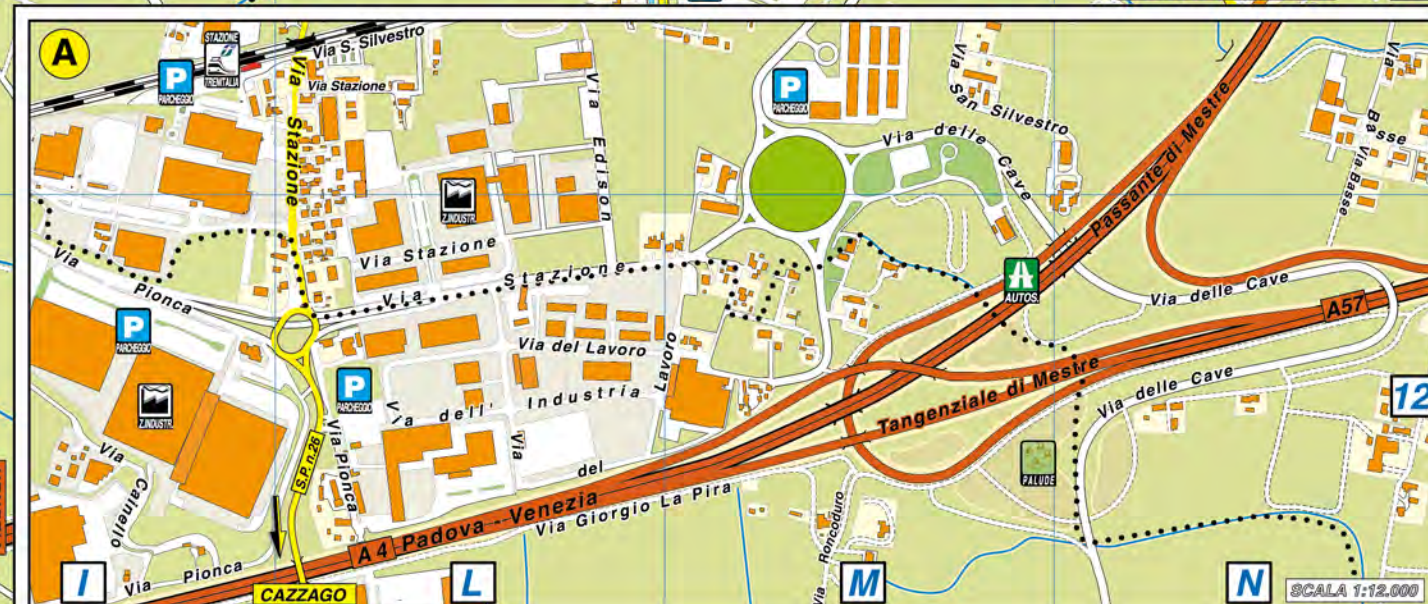 A
STAZIONE
TRENITALIA
Via S. Silvestro
P
PARCHEGGIO
Via Stazione
Via Stazione
Via Edison
P
PARCHEGGIO
Via San Silvestro
Via delle Cave
Passante di Mestre
Via Basse
Via Basse
Z.INDUSTR.
Via Stazione
Via Stazione
Via Pionca
AUTOS.
Via delle Cave
A57
P
PARCHEGGIO
Via del Lavoro
Lavoro
P
PARCHEGGIO
Via dell' Industria
Tangenziale di Mestre
Via delle Cave
12
Z.INDUSTR.
S.P. n.26
Via Pionca
Via
del
PALUDE
Via Caínello
A 4 Padova - Venezia
Via Giorgio La Pira
Via Roncoduro
Via Pionca
I
CAZZAGO
L
M
N
SCALA 1:12.000